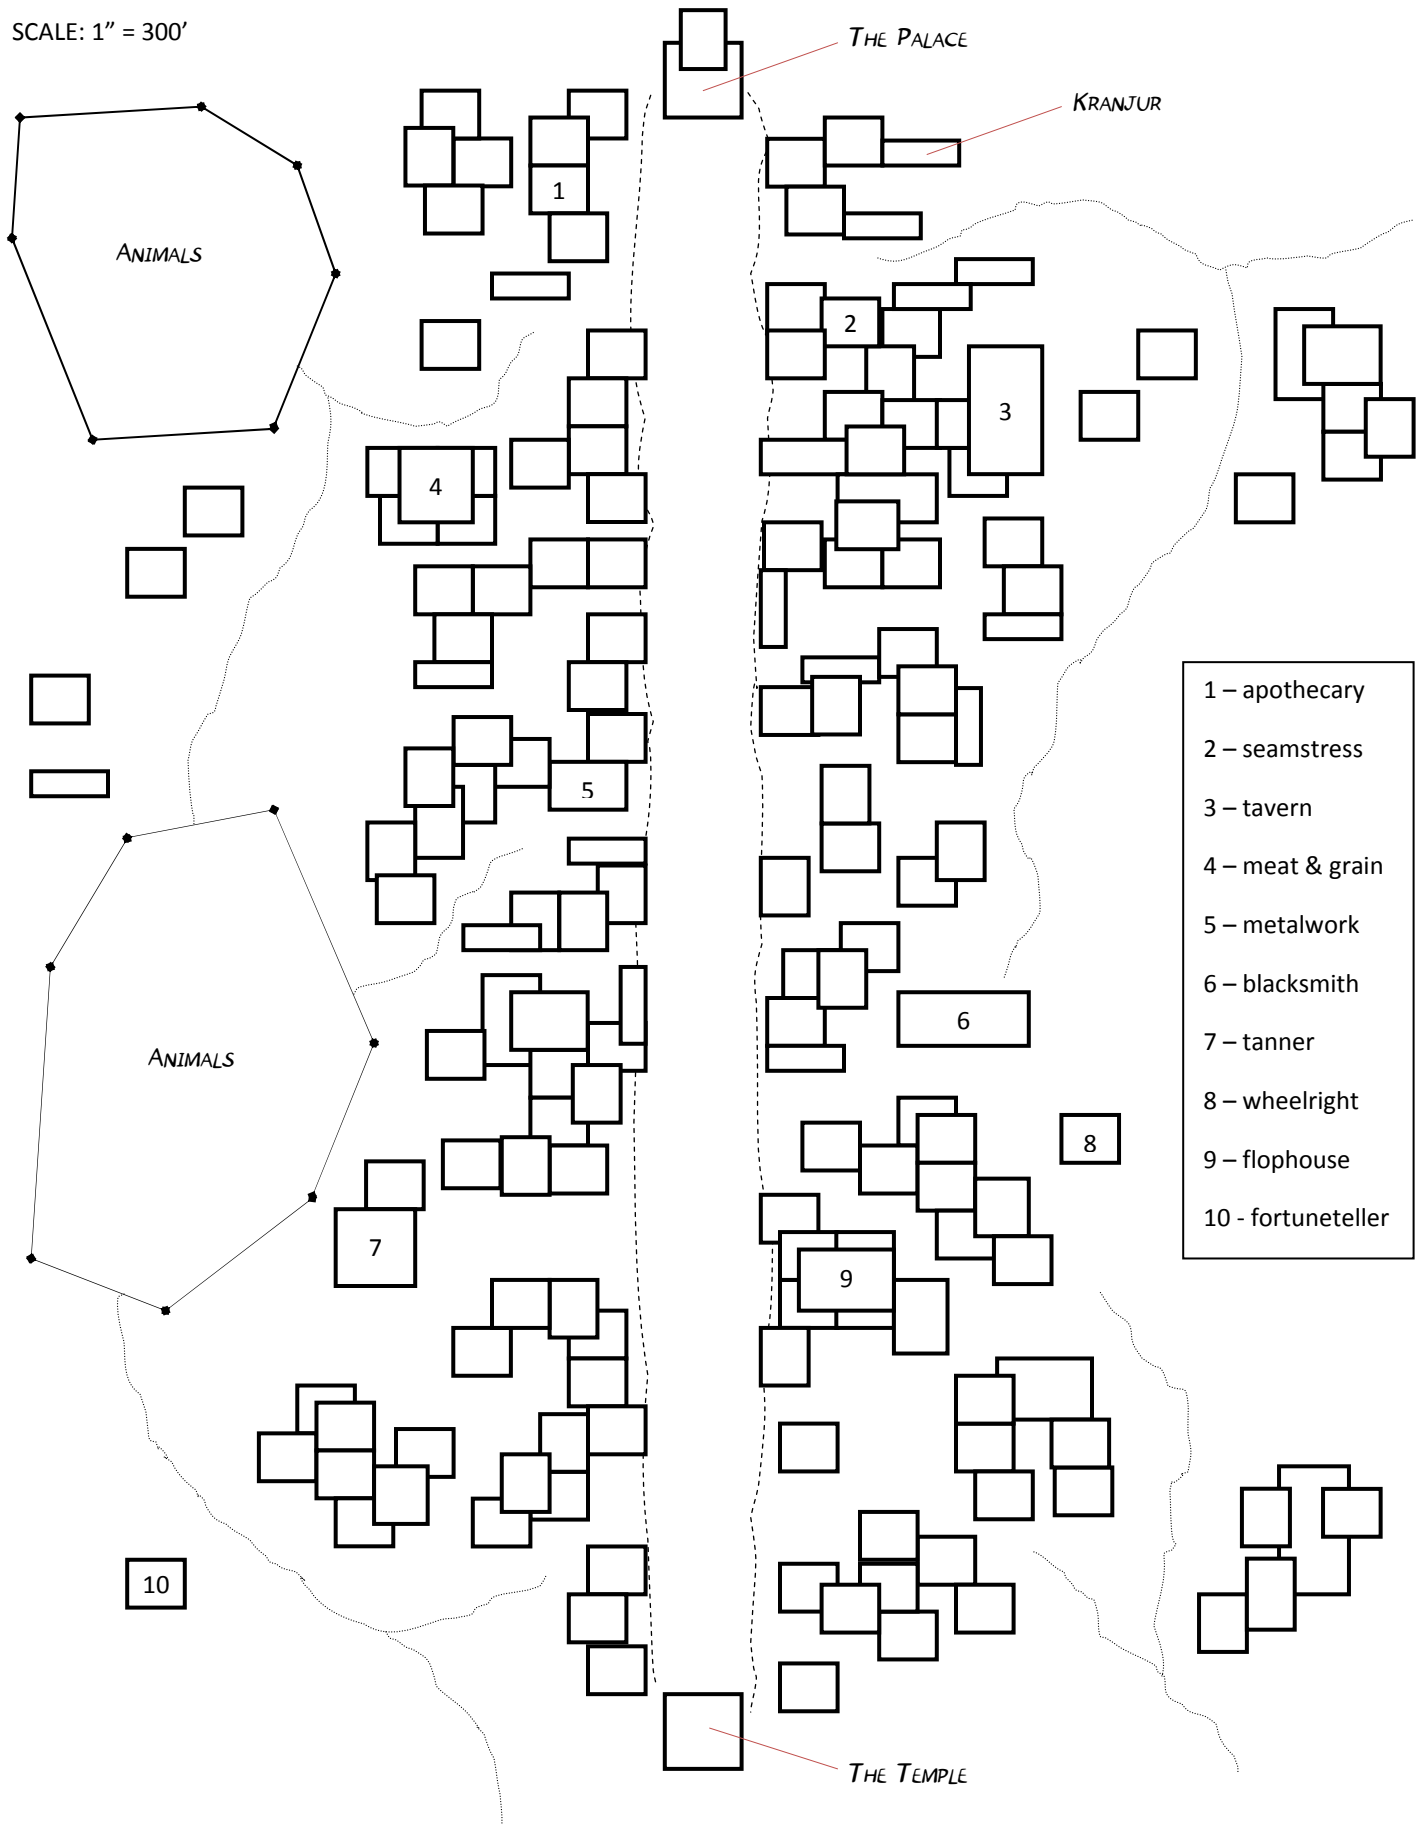 SCALE: 1” = 300’
THE PALACE
KRANJUR
1
ANIMALS
2
3
4
1 – apothecary
2 – seamstress
3 – tavern
4 – meat & grain
5 – metalwork
6 – blacksmith
7 – tanner
8 – wheelright
9 – flophouse
10 - fortuneteller
5
6
ANIMALS
8
7
9
10
THE TEMPLE